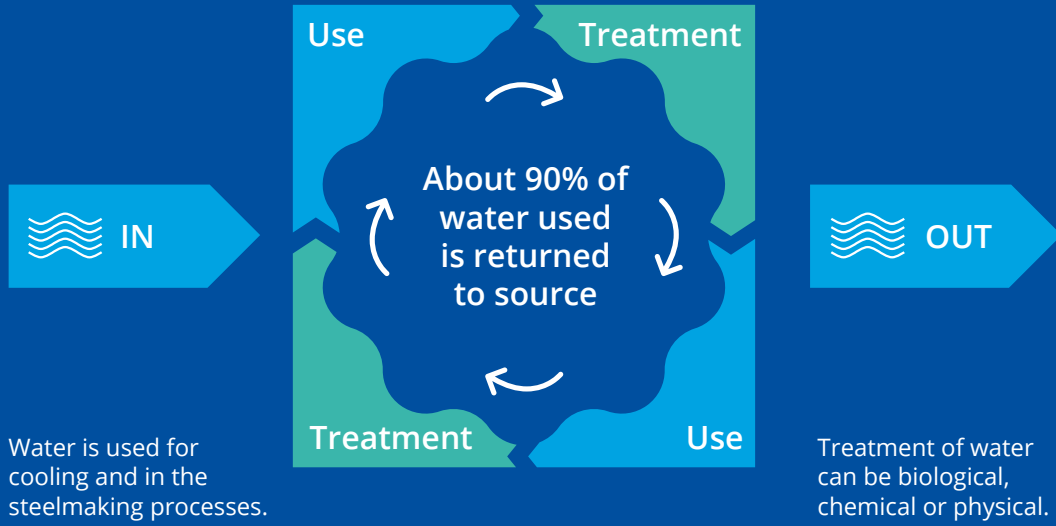 Use
Treatment
About 90% of
water used
is returned
to source
IN
OUT
Treatment
Use
Water is used for
cooling and in the
steelmaking processes.
Treatment of water
can be biological,
chemical or physical.